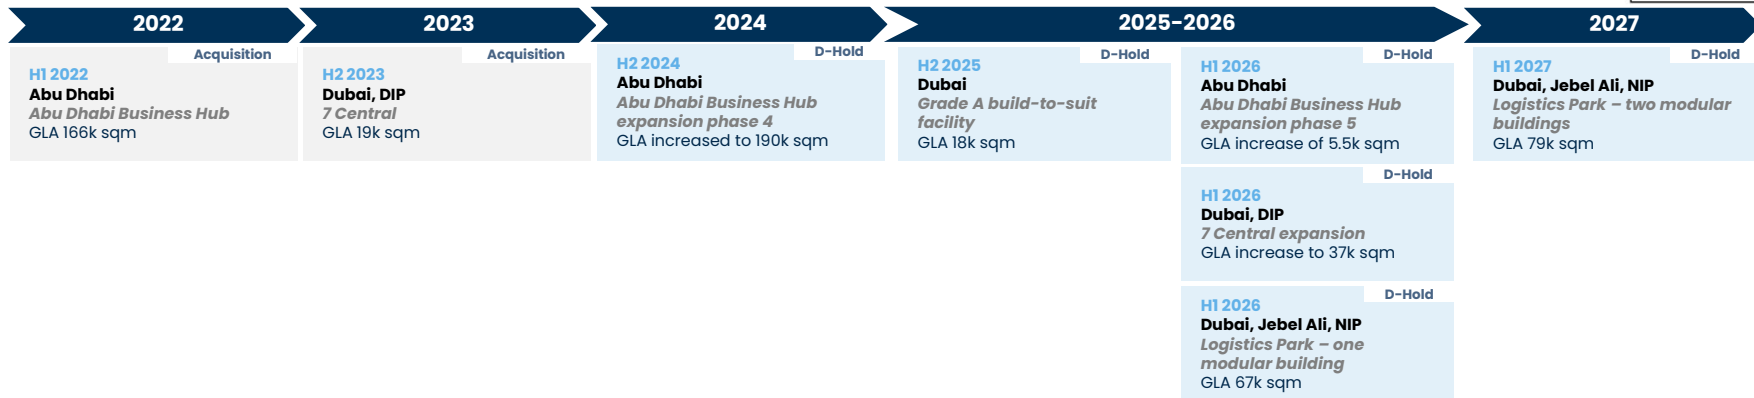 2022
2023
2024
2025-2026
2027
Acquisition
H1 2022
Abu Dhabi
Abu Dhabi Business Hub
GLA 166k sqm
Acquisition
H2 2023
Dubai, DIP
7 Central
GLA 19k sqm
D-Hold
H2 2024
Abu Dhabi
Abu Dhabi Business Hub
expansion phase 4
GLA increased to 190k sqm
D-Hold
H2 2025
Dubai
Grade A build-to-suit
facility
GLA 18k sqm
D-Hold
H1 2026
Abu Dhabi
Abu Dhabi Business Hub
expansion phase 5
GLA increase of 5.5k sqm
D-Hold
H1 2026
Dubai, DIP
7 Central expansion
GLA increase to 37k sqm
D-Hold
H1 2026
Dubai, Jebel Ali, NIP
Logistics Park – one
modular building
GLA 67k sqm
D-Hold
H1 2027
Dubai, Jebel Ali, NIP
Logistics Park – two modular
buildings
GLA 79k sqm